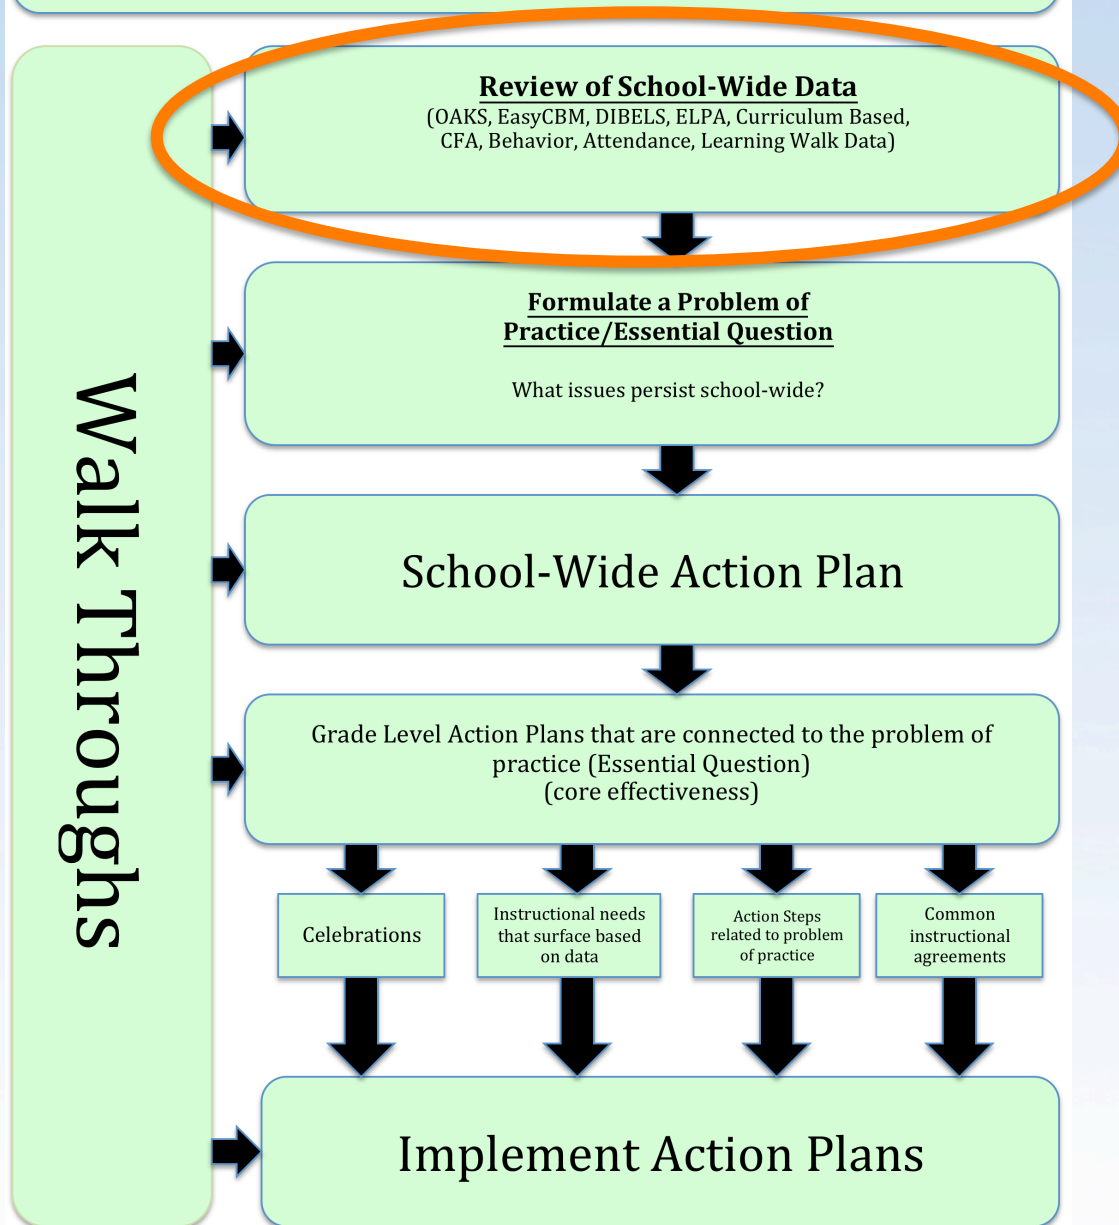 Walk Throughs
Review of School-Wide Data
(OAKS, EasyCBM, DIBELS, ELPA, Curriculum Based,
CFA, Behavior, Attendance, Learning Walk Data)
Formulate a Problem of
Practice/Essential Question
What issues persist school-wide?
School-Wide Action Plan
Grade Level Action Plans that are connected to the problem of
practice (Essential Question)
(core effectiveness)
Celebrations
Instructional needs
that surface based
on data
Action Steps
related to problem
of practice
Common
instructional
agreements
Implement Action Plans